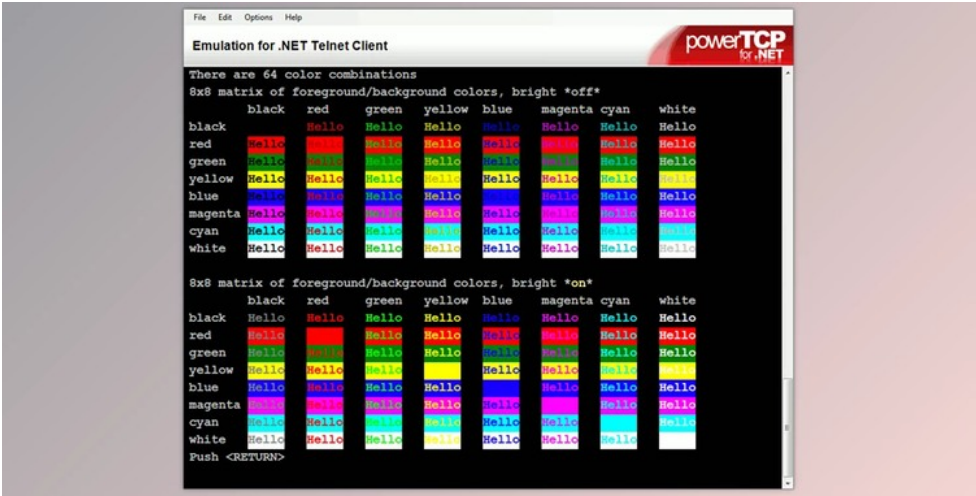 File Edit Options Help
Emulation for .NET Telnet Client
powerTCP
for .NET
There are 64 color combinations
8x8 matrix of foreground/background colors, bright *off*
black red green yellow blue magenta cyan white
black Hello Hello Hello Hello Hello Hello Hello
red Hello Hello Hello Hello Hello Hello Hello Hello
green Hello Hello Hello Hello Hello Hello Hello Hello
yellow Hello Hello Hello Hello Hello Hello Hello Hello
blue Hello Hello Hello Hello Hello Hello Hello
magenta Hello Hello Hello Hello Hello Hello Hello Hello
cyan Hello Hello Hello Hello Hello Hello Hello Hello
white Hello Hello Hello Hello Hello Hello Hello Hello
8x8 matrix of foreground/background colors, bright *on*
black red green yellow blue magenta cyan white
black Hello Hello Hello Hello Hello Hello Hello Hello
red Hello Hello Hello Hello Hello Hello Hello
green Hello Hello Hello Hello Hello Hello Hello Hello
yellow Hello Hello Hello Hello Hello Hello Hello
blue Hello Hello Hello Hello Hello Hello Hello
magenta Hello Hello Hello Hello Hello Hello Hello
cyan Hello Hello Hello Hello Hello Hello Hello
white Hello Hello Hello Hello Hello Hello Hello
Push <RETURN>